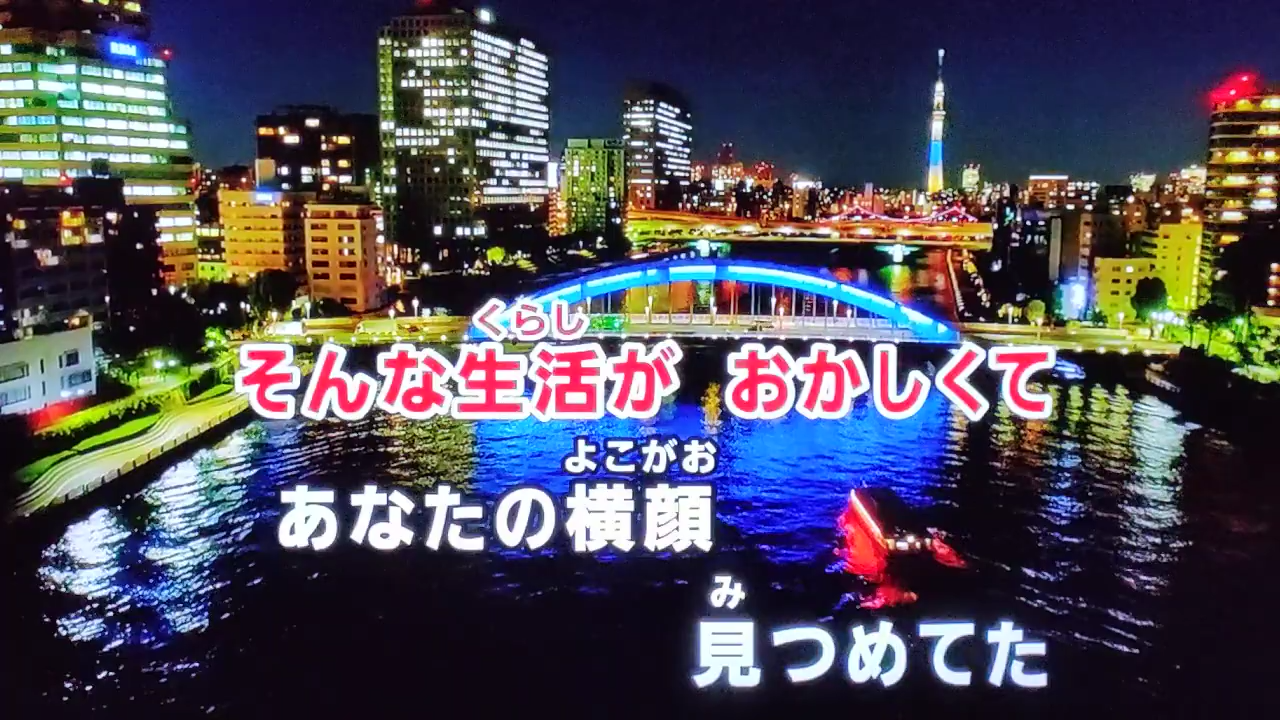 くらし
そんな生活が おかしくて
よこがお
あなたの横顔
み
見つめてた